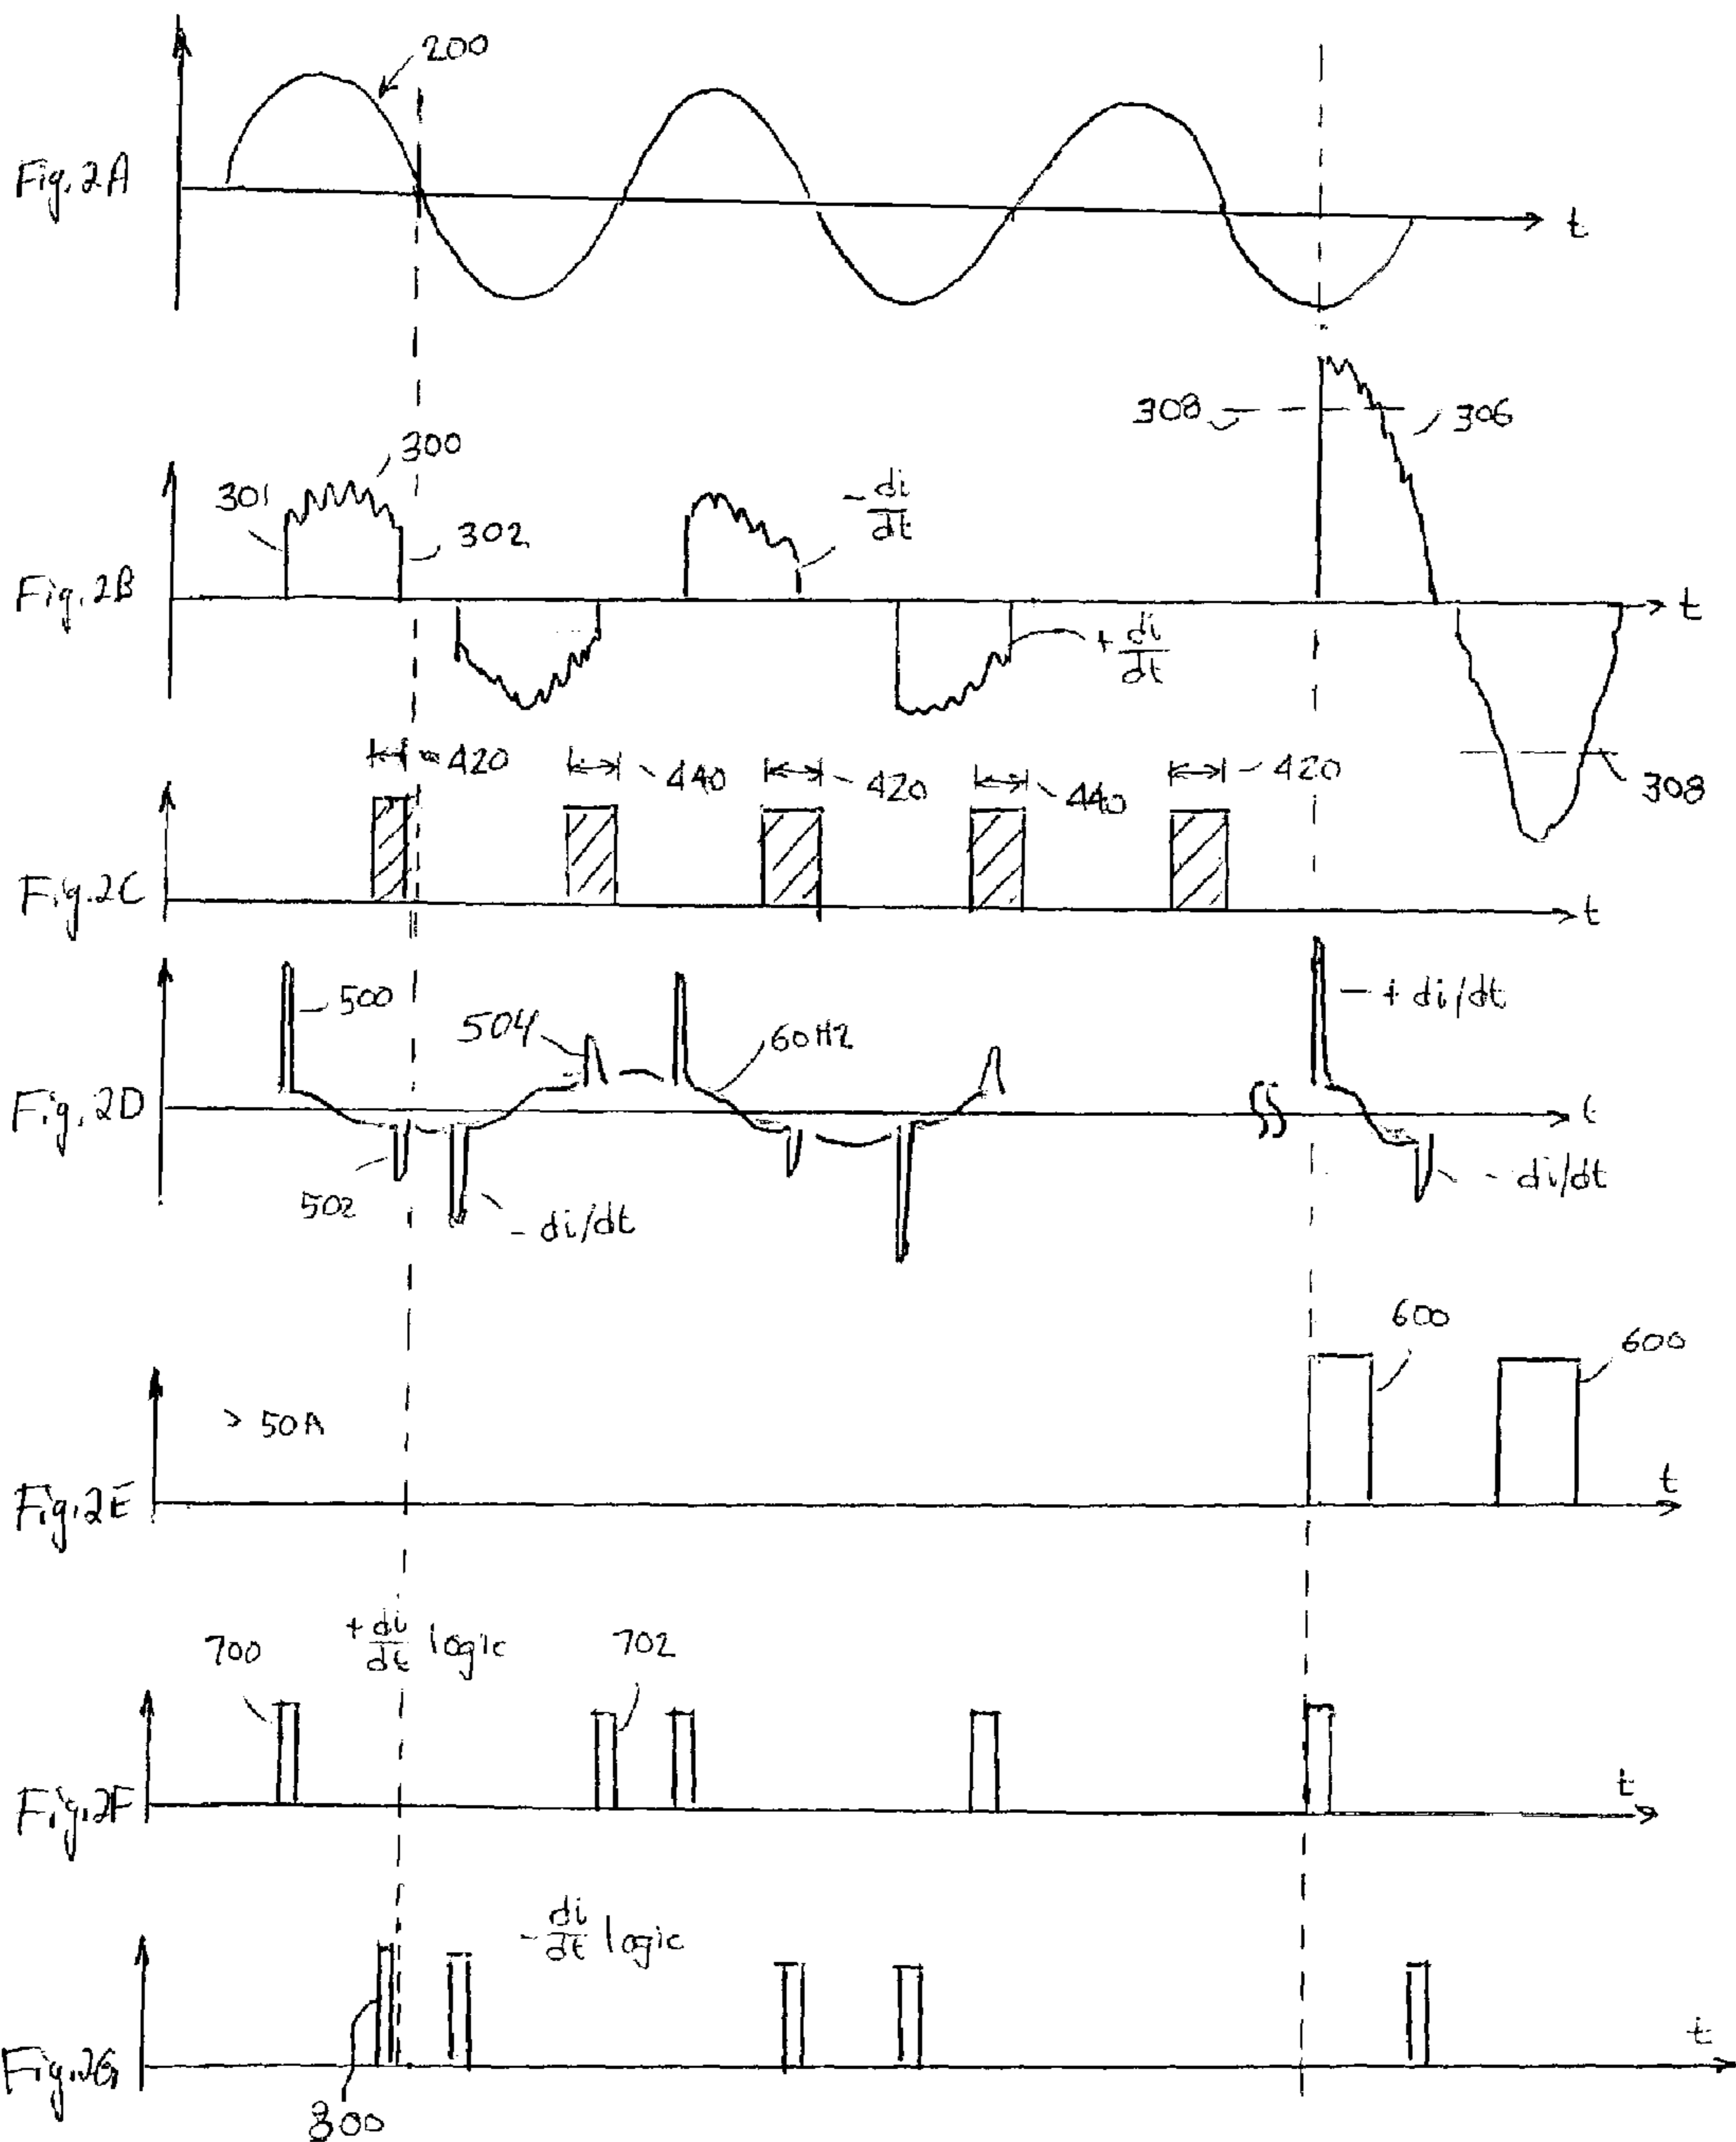 200
Fig. 2A
t
308
306
300
301
302
- di/dt
Fig. 2B
t
+ di/dt
420
440
420
440
420
308
Fig. 2C
t
500
504
60Hz
- + di/dt
Fig. 2D
t
502
- di/dt
- di/dt
600
600
> 50A
t
Fig. 2E
700
+ di/dt logic
702
t
Fig. 2F
- di/dt logic
t
Fig. 2G
800